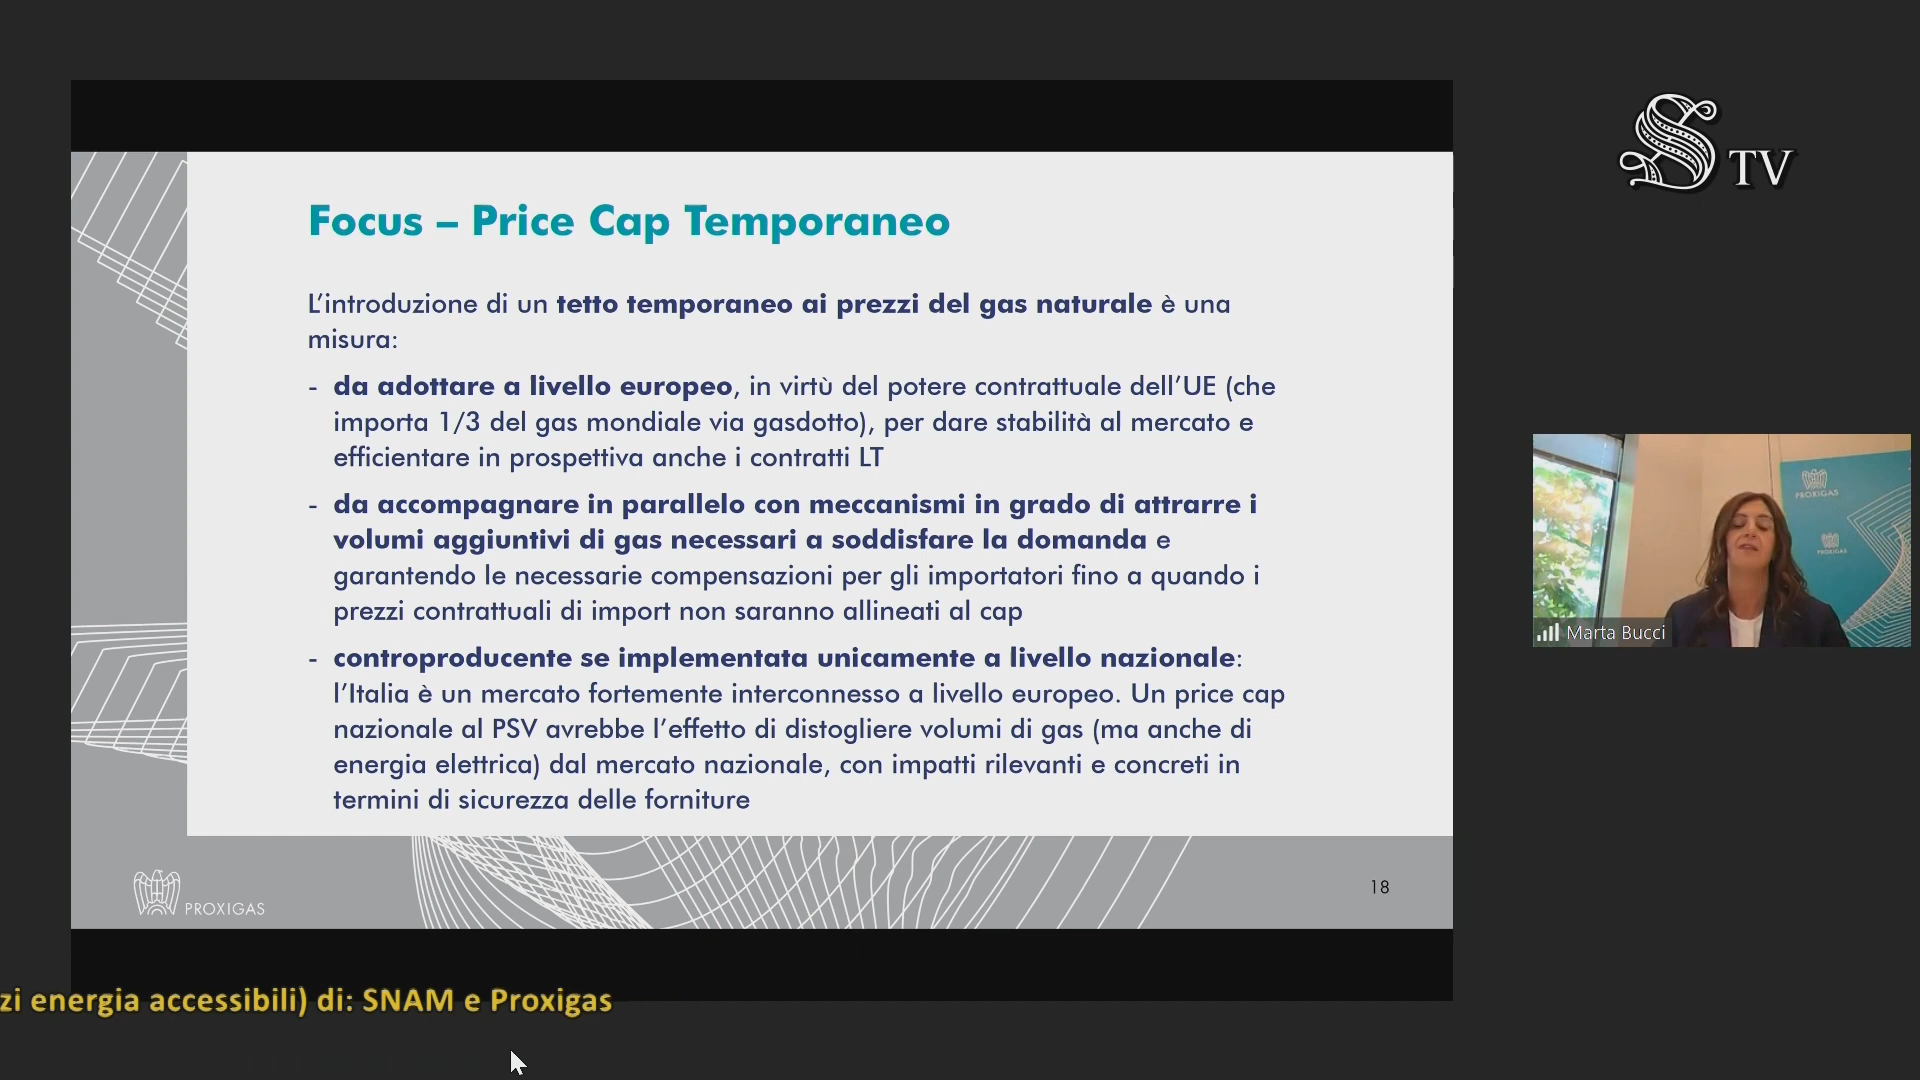 S TV
Focus – Price Cap Temporaneo
L’introduzione di un tetto temporaneo ai prezzi del gas naturale è una
misura:
- da adottare a livello europeo, in virtù del potere contrattuale dell’UE (che
importa 1/3 del gas mondiale via gasdotto), per dare stabilità al mercato e
efficientare in prospettiva anche i contratti LT
- da accompagnare in parallelo con meccanismi in grado di attrarre i
volumi aggiuntivi di gas necessari a soddisfare la domanda e
garantendo le necessarie compensazioni per gli importatori fino a quando i
prezzi contrattuali di import non saranno allineati al cap
- controproducente se implementata unicamente a livello nazionale:
l’Italia è un mercato fortemente interconnesso a livello europeo. Un price cap
nazionale al PSV avrebbe l’effetto di distogliere volumi di gas (ma anche di
energia elettrica) dal mercato nazionale, con impatti rilevanti e concreti in
termini di sicurezza delle forniture
PROXIGAS
18
PROXIGAS
PROXIGAS
Marta Bucci
zi energia accessibili) di: SNAM e Proxigas